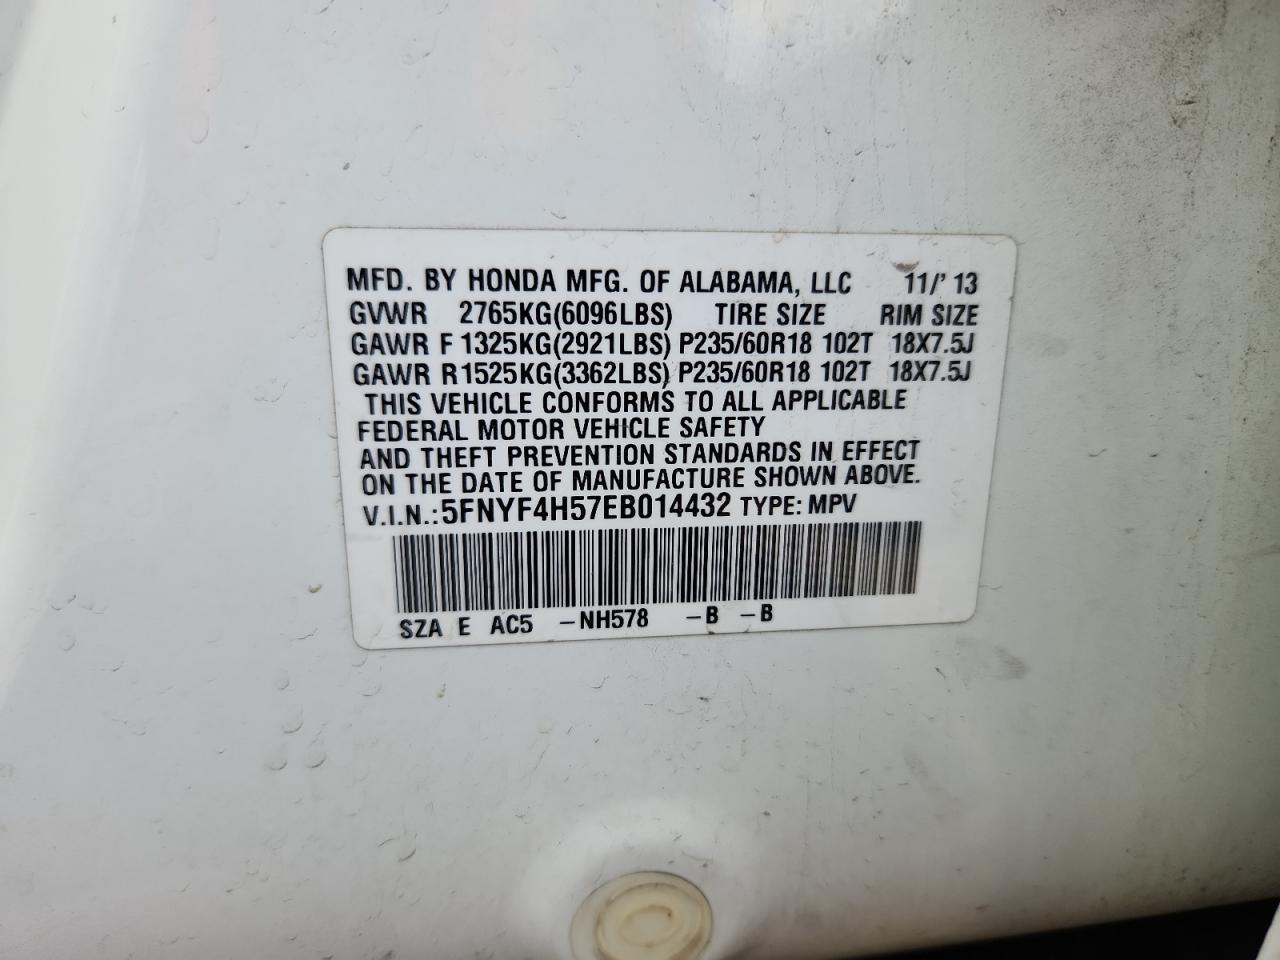 MFD. BY HONDA MFG. OF ALABAMA, LLC 11/'13
GVWR 2765KG(6096LBS) TIRE SIZE RIM SIZE
GAWR F 1325KG(2921LBS) P235/60R18 102T 18X7.5J
GAWR R1525KG(3362LBS) P235/60R18 102T 18X7.5J
THIS VEHICLE CONFORMS TO ALL APPLICABLE
FEDERAL MOTOR VEHICLE SAFETY
AND THEFT PREVENTION STANDARDS IN EFFECT
ON THE DATE OF MANUFACTURE SHOWN ABOVE.
V.I.N.:5FNYF4H57EB014432 TYPE: MPV
SZA E AC5 -NH578 -B -B